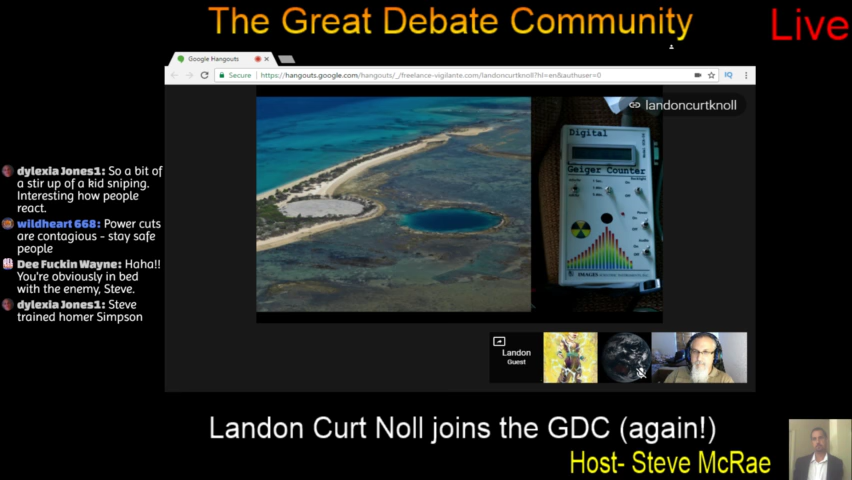 The Great Debate Community
Live
Google Hangouts
Secure
https://hangouts.google.com/hangouts/_/freelance-vigilante.com/landoncurtknoll?hl=en&authuser=0
IQ
landoncurtknoll
Digital
Geiger Counter
dylexia Jones1: So a bit of
a stir up of a kid sniping.
Interesting how people
react.
wildheart 668: Power cuts
are contagious - stay safe
people
Dee Fuckin Wayne: Haha!!
You're obviously in bed
with the enemy, Steve.
dylexia Jones1: Steve
trained homer Simpson
Landon
Guest
Landon Curt Noll joins the GDC (again!)
Host- Steve McRae